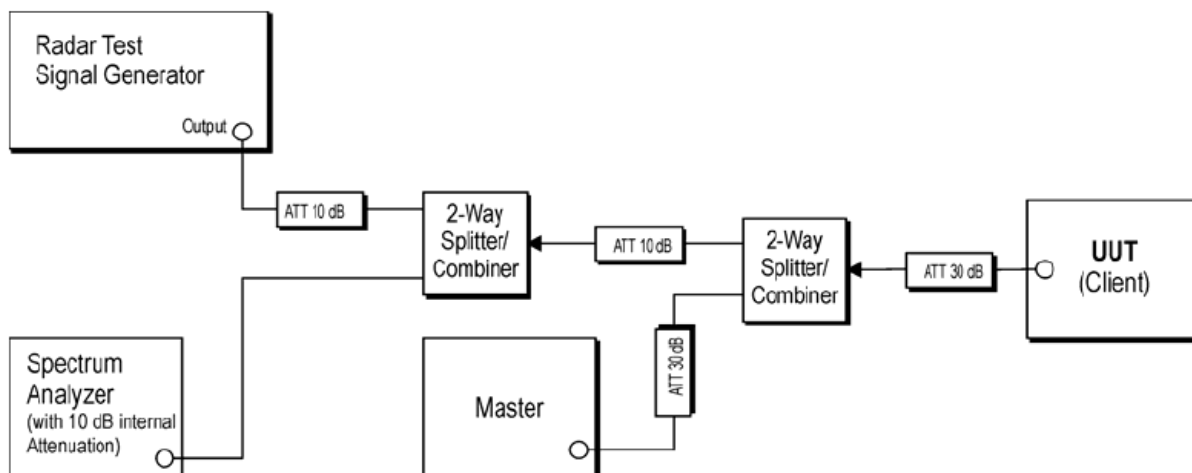 Radar Test
Signal Generator
Output
ATT 10 dB
2-Way
Splitter/
Combiner
ATT 10 dB
2-Way
Splitter/
Combiner
ATT 30 dB
UUT
(Client)
Spectrum
Analyzer
(with 10 dB internal
Attenuation)
Master
ATT 30 dB